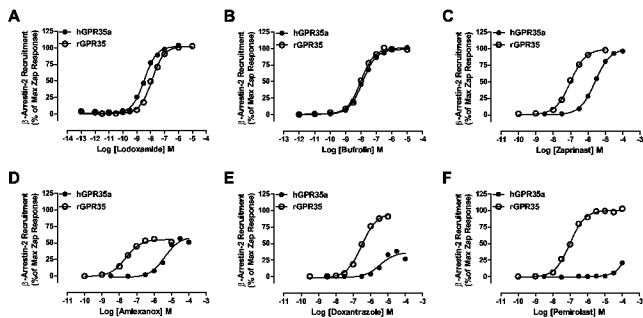 A
hGPR35a
rGPR35
β-Arrestin-2 Recruitment
(% of Max Zap Response)
125
100
75
50
25
0
-14 -13 -12 -11 -10 -9 -8 -7 -6 -5 -4
Log [Lodoxamide] M
B
hGPR35a
rGPR35
β-Arrestin-2 Recruitment
(% of Max Zap Response)
125
100
75
50
25
0
-13 -12 -11 -10 -9 -8 -7 -6 -5 -4
Log [Bufrolin] M
C
hGPR35a
rGPR35
β-Arrestin-2 Recruitment
(% of Max Zap Response)
125
100
75
50
25
0
-11 -10 -9 -8 -7 -6 -5 -4 -3
Log [Zaprinast] M
D
hGPR35a
rGPR35
β-Arrestin-2 Recruitment
(%of Max Zap Response)
125
100
75
50
25
0
-11 -10 -9 -8 -7 -6 -5 -4 -3
Log [Amlexanox] M
E
hGPR35a
rGPR35
β-Arrestin-2 Recruitment
(%of Max Zap Response)
125
100
75
50
25
0
-10 -9 -8 -7 -6 -5 -4 -3
Log [Doxantrazole] M
F
hGPR35a
rGPR35
β-Arrestin-2 Recruitment
(%of Max Zap Response)
125
100
75
50
25
0
-11 -10 -9 -8 -7 -6 -5 -4 -3
Log [Pemirolast] M